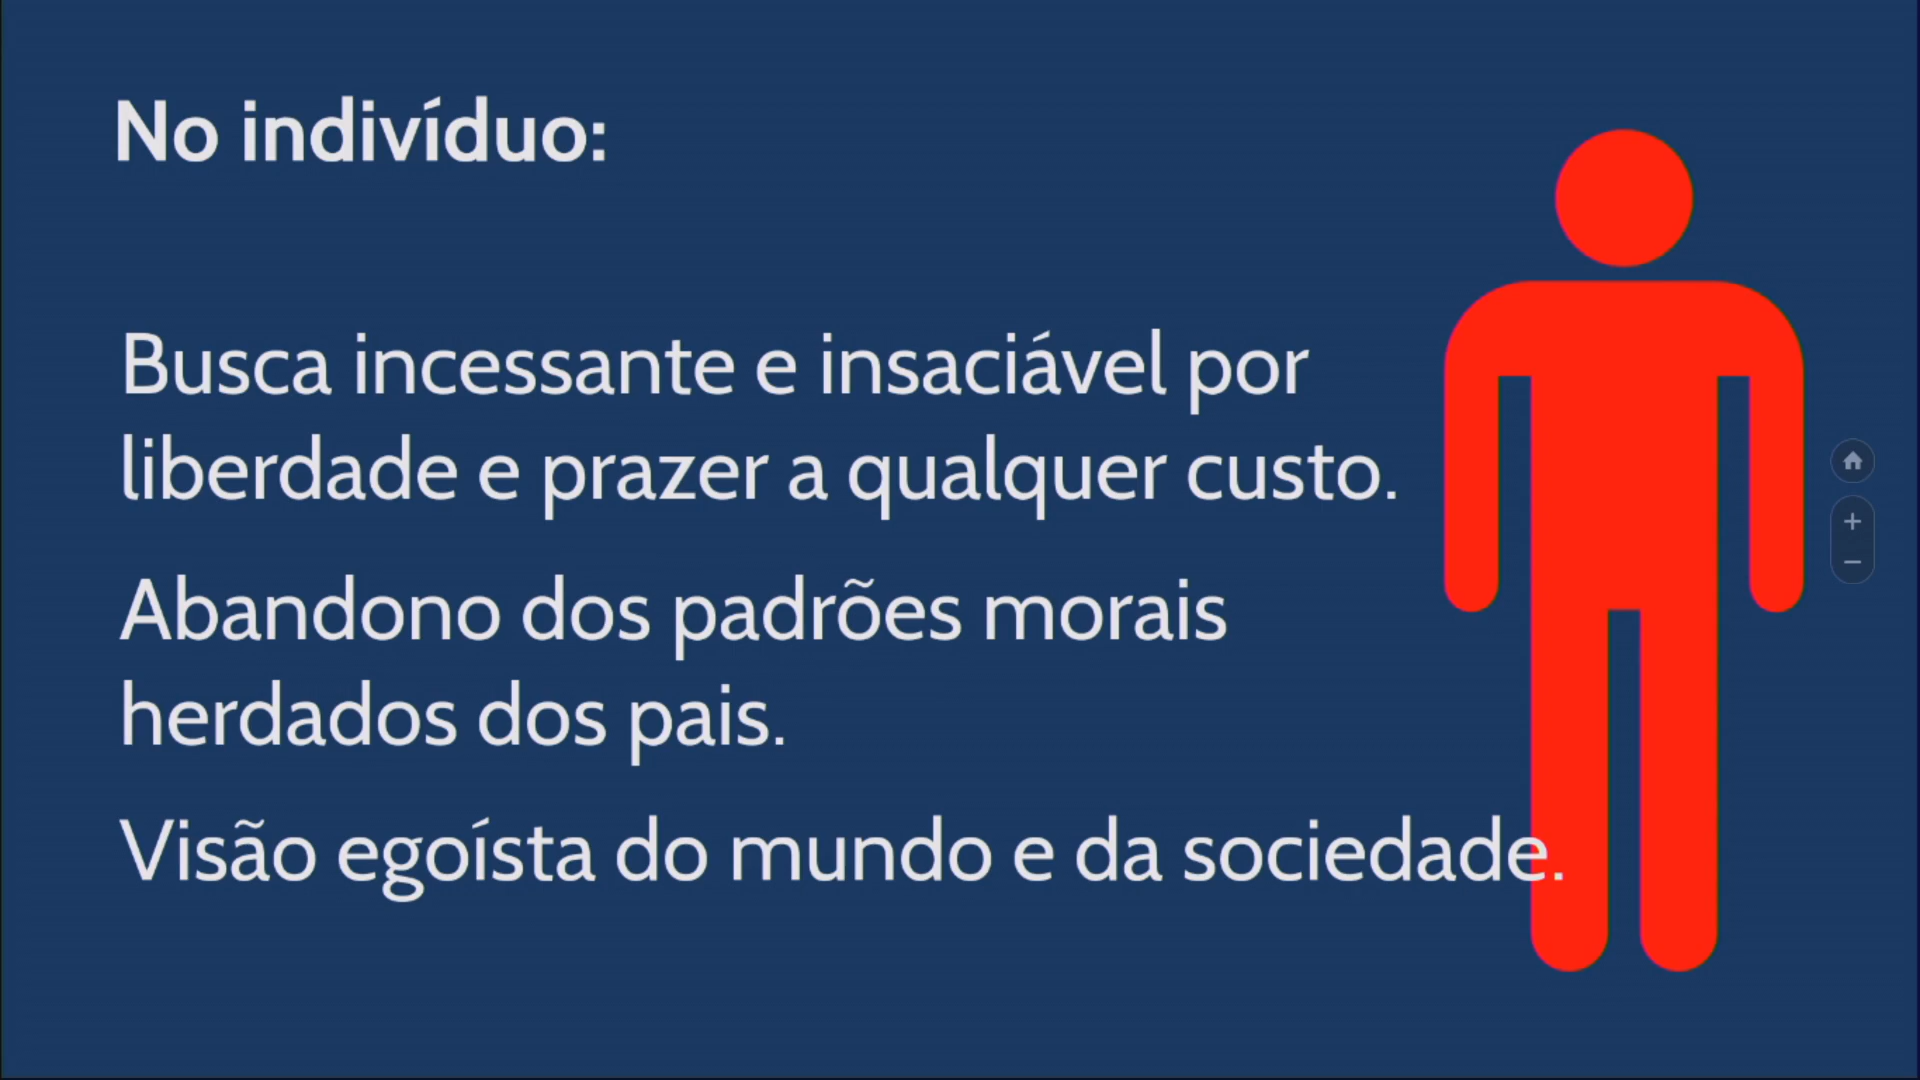 No indivíduo:
Busca incessante e insaciável por
liberdade e prazer a qualquer custo.
Abandono dos padrões morais
herdados dos pais.
Visão egoísta do mundo e da sociedade.